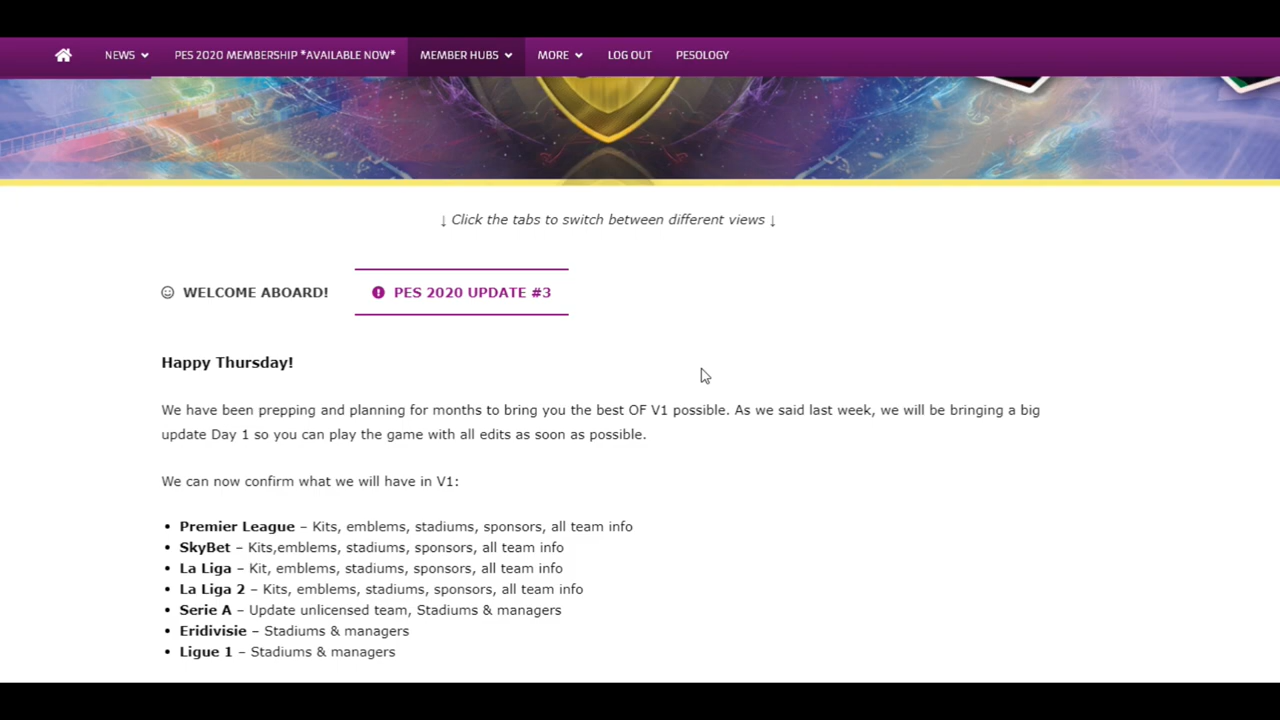 NEWS PES 2020 MEMBERSHIP *AVAILABLE NOW* MEMBER HUBS MORE LOG OUT PESOLOGY
↓ Click the tabs to switch between different views ↓
WELCOME ABOARD! PES 2020 UPDATE #3
Happy Thursday!
We have been prepping and planning for months to bring you the best OF V1 possible. As we said last week, we will be bringing a big
update Day 1 so you can play the game with all edits as soon as possible.
We can now confirm what we will have in V1:
• Premier League – Kits, emblems, stadiums, sponsors, all team info
• SkyBet – Kits,emblems, stadiums, sponsors, all team info
• La Liga – Kit, emblems, stadiums, sponsors, all team info
• La Liga 2 – Kits, emblems, stadiums, sponsors, all team info
• Serie A – Update unlicensed team, Stadiums & managers
• Eridivisie – Stadiums & managers
• Ligue 1 – Stadiums & managers